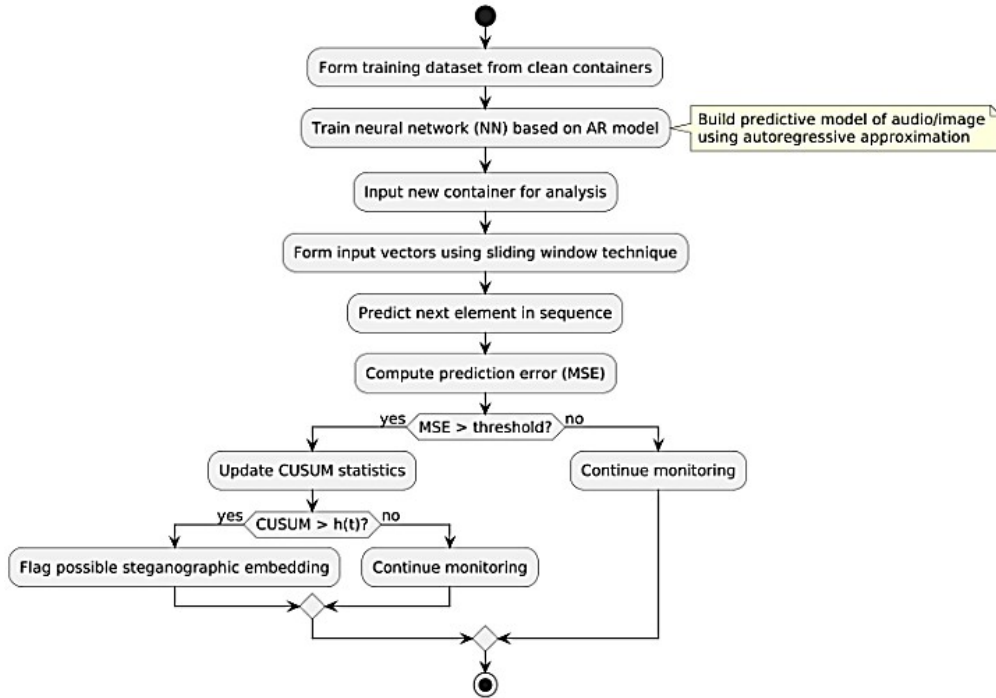 Form training dataset from clean containers
Train neural network (NN) based on AR model
Build predictive model of audio/image
using autoregressive approximation
Input new container for analysis
Form input vectors using sliding window technique
Predict next element in sequence
Compute prediction error (MSE)
yes
MSE > threshold?
no
Update CUSUM statistics
Continue monitoring
yes
CUSUM > h(t)?
no
Flag possible steganographic embedding
Continue monitoring